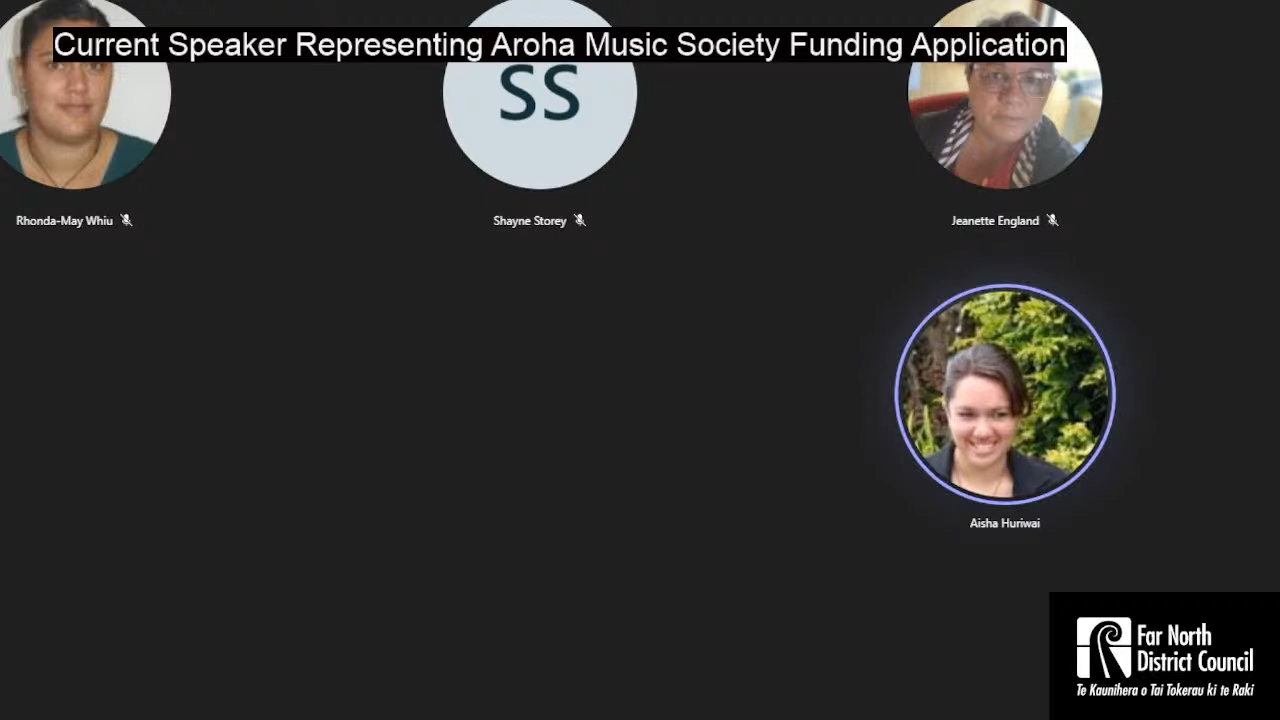 Current Speaker Representing Aroha Music Society Funding Application
SS
Rhonda-May Whiu
Shayne Storey
Jeanette England
Aisha Huriwai
Far North
District Council
Te Kaunihera o Tai Tokerau ki te Raki